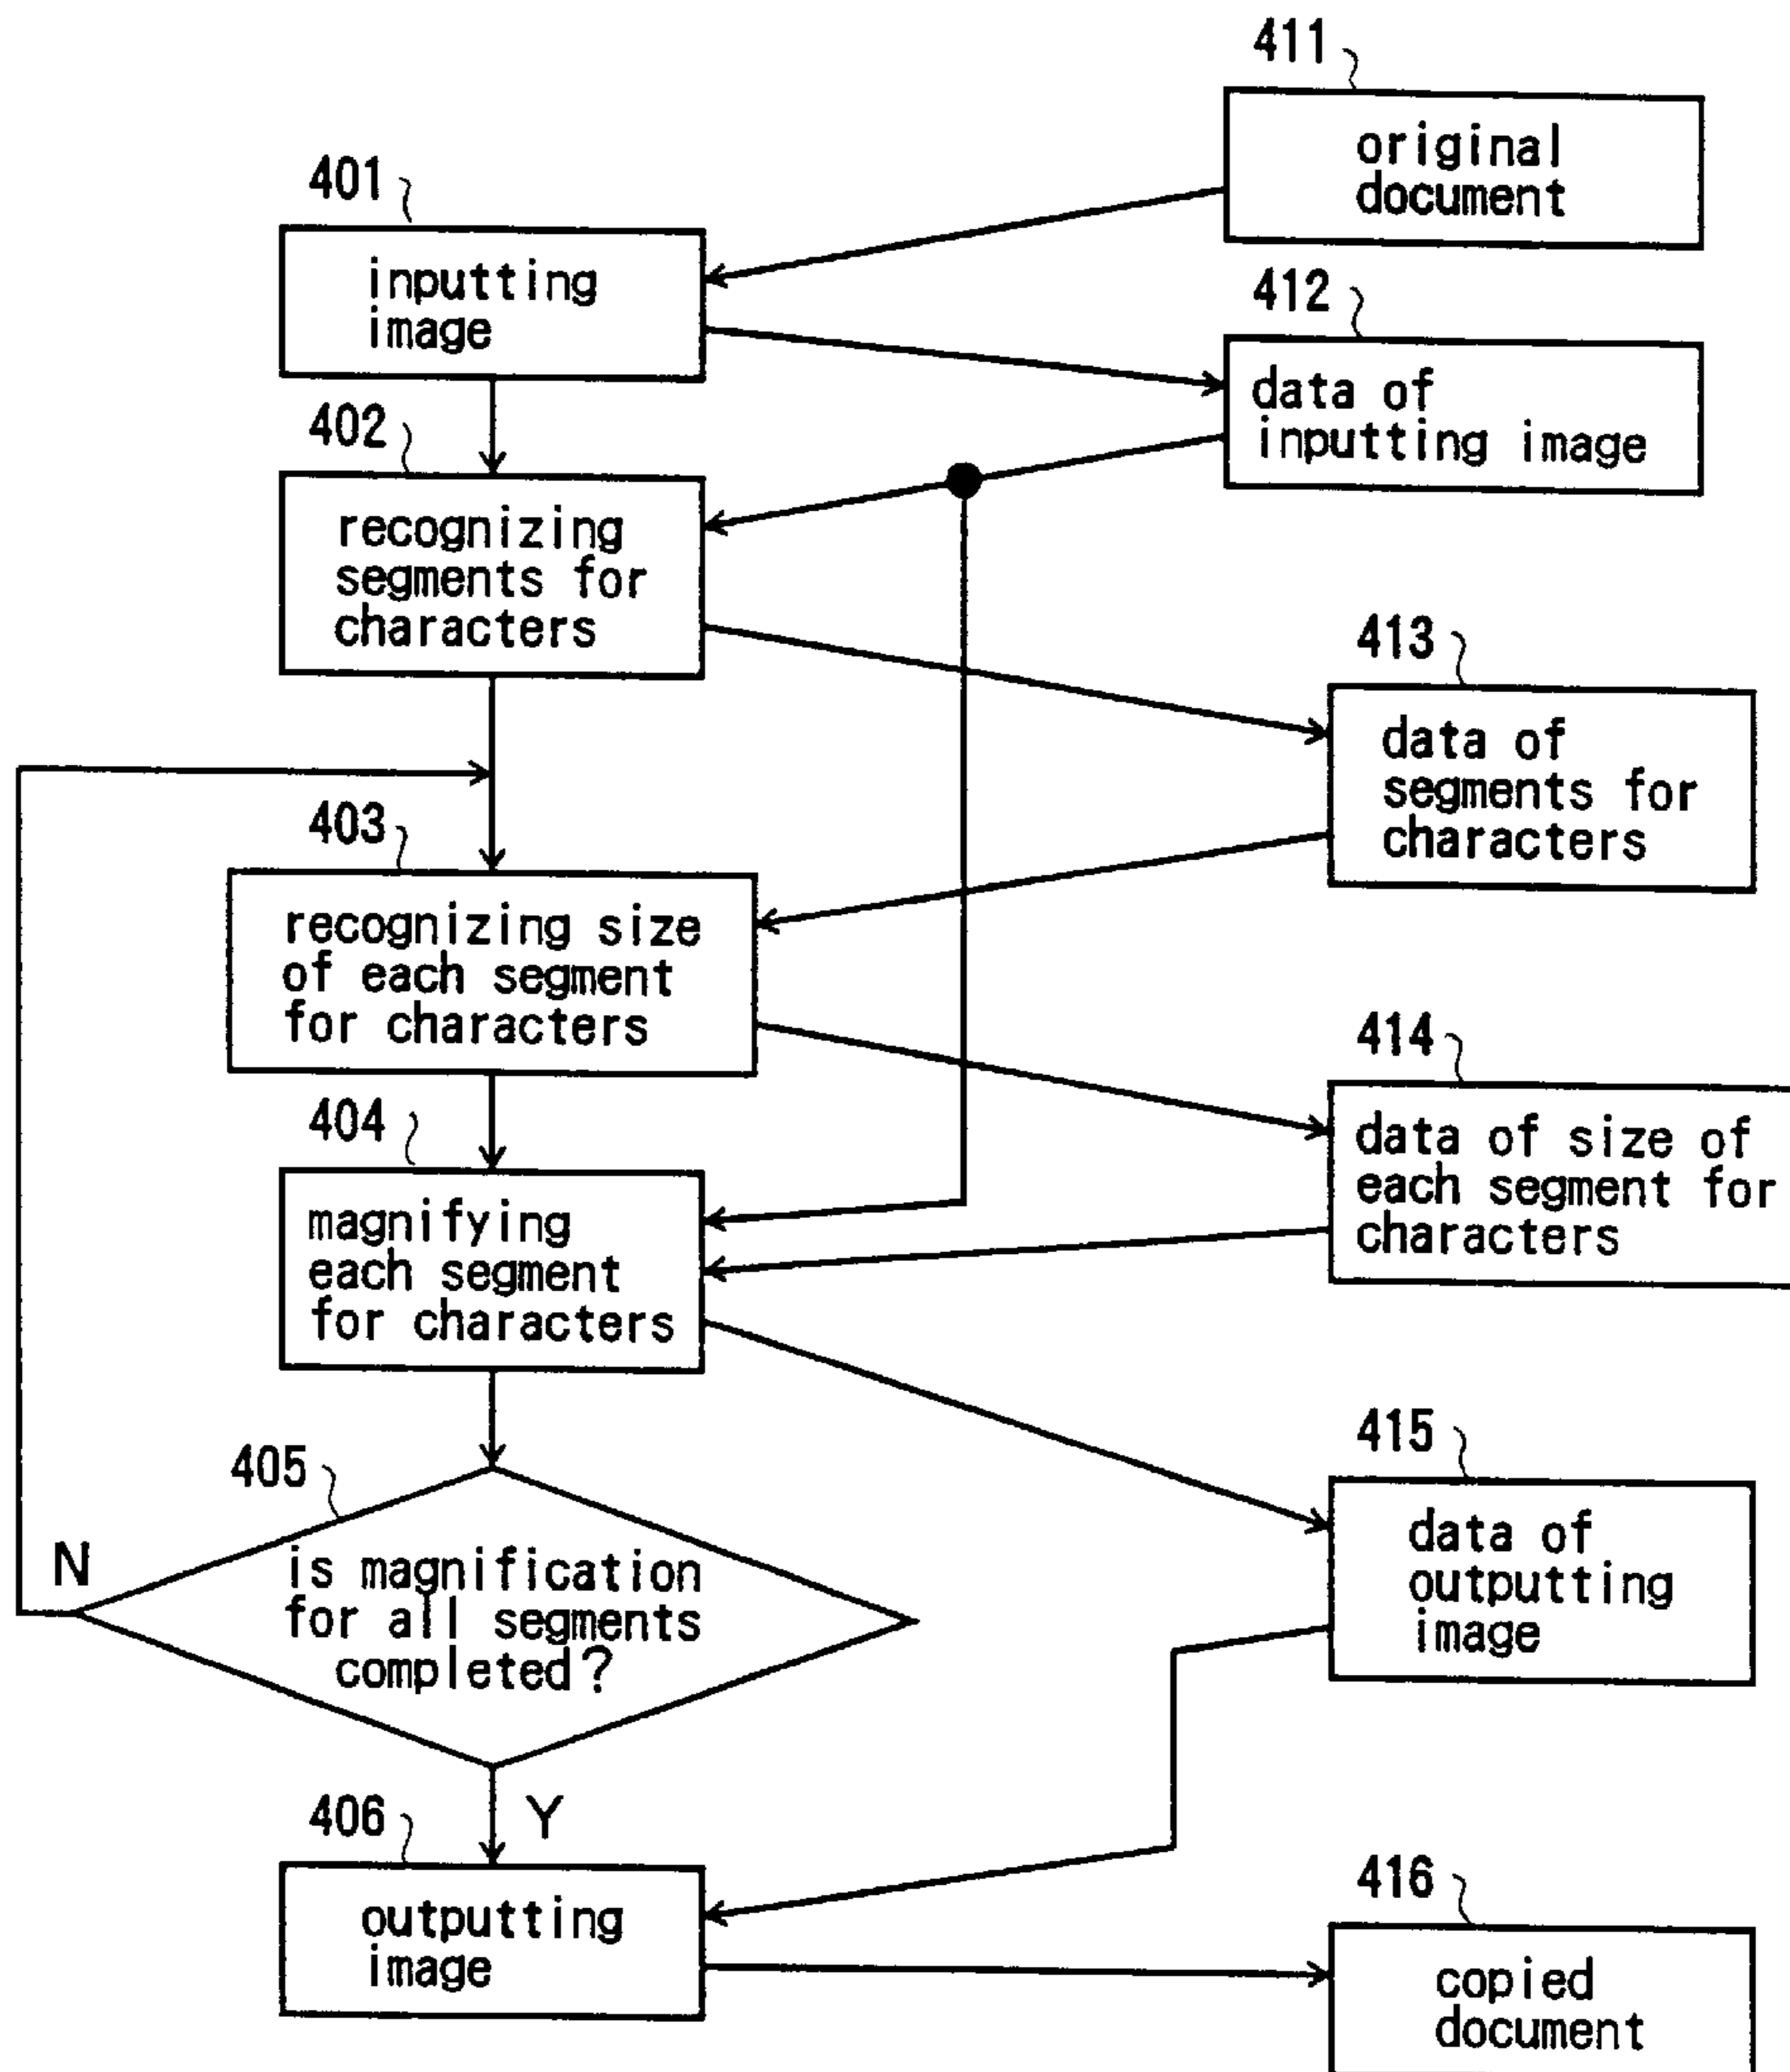 411
original
document
401
inputting
image
412
data of
inputting image
402
recognizing
segments for
characters
413
data of
segments for
characters
403
recognizing size
of each segment
for characters
414
data of size of
each segment for
characters
404
magnifying
each segment
for characters
415
data of
outputting
image
405
N
is magnification
for all segments
completed?
Y
406
outputting
image
416
copied
document